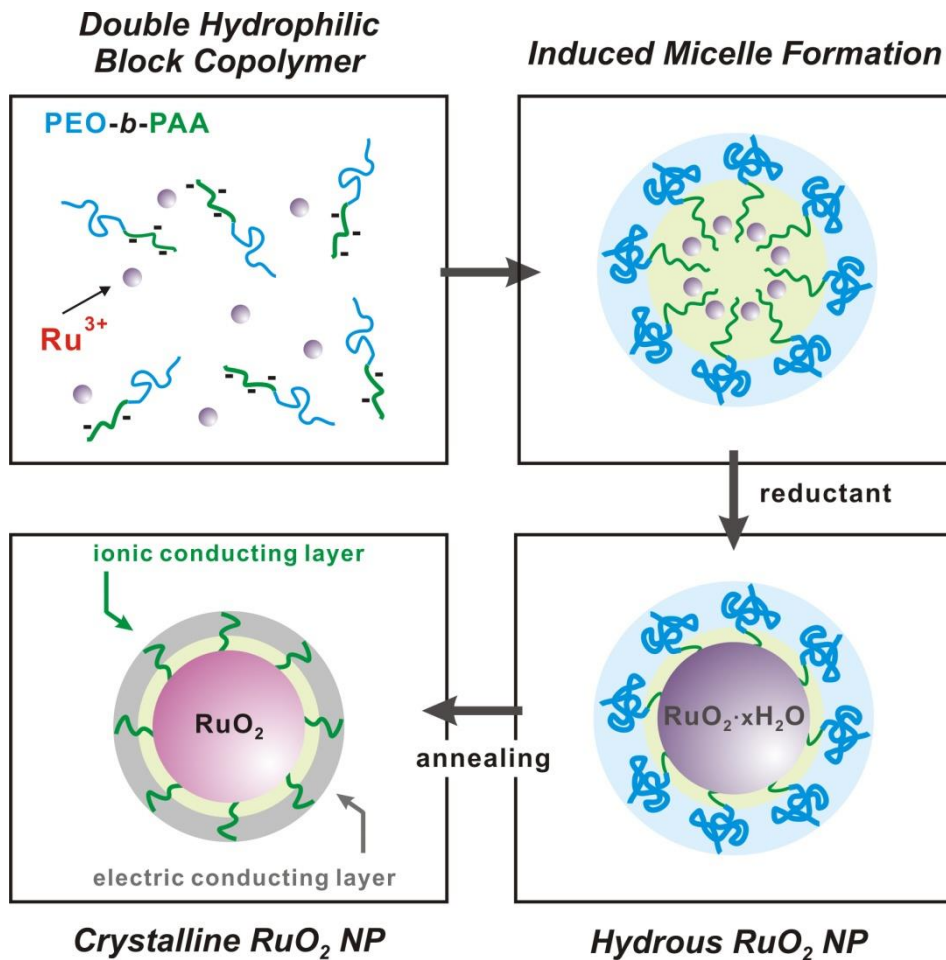 Double Hydrophilic
Block Copolymer
Induced Micelle Formation
PEO-b-PAA
Ru³⁺
reductant
ionic conducting layer
RuO₂
electric conducting layer
annealing
RuO₂·xH₂O
Crystalline RuO₂ NP
Hydrous RuO₂ NP